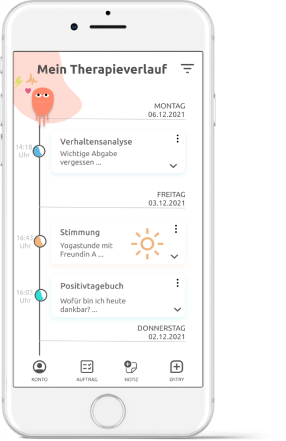 Mein Therapieverlauf
MONTAG
06.12.2021
14:18
Uhr
Verhaltensanalyse
Wichtige Abgabe
vergessen ...
FREITAG
03.12.2021
16:43
Uhr
Stimmung
Yogastunde mit
Freundin A ...
16:03
Uhr
Positivtagebuch
Wofür bin ich heute
dankbar? ...
DONNERSTAG
02.12.2021
KONTO
AUFTRAG
NOTIZ
ENTRY